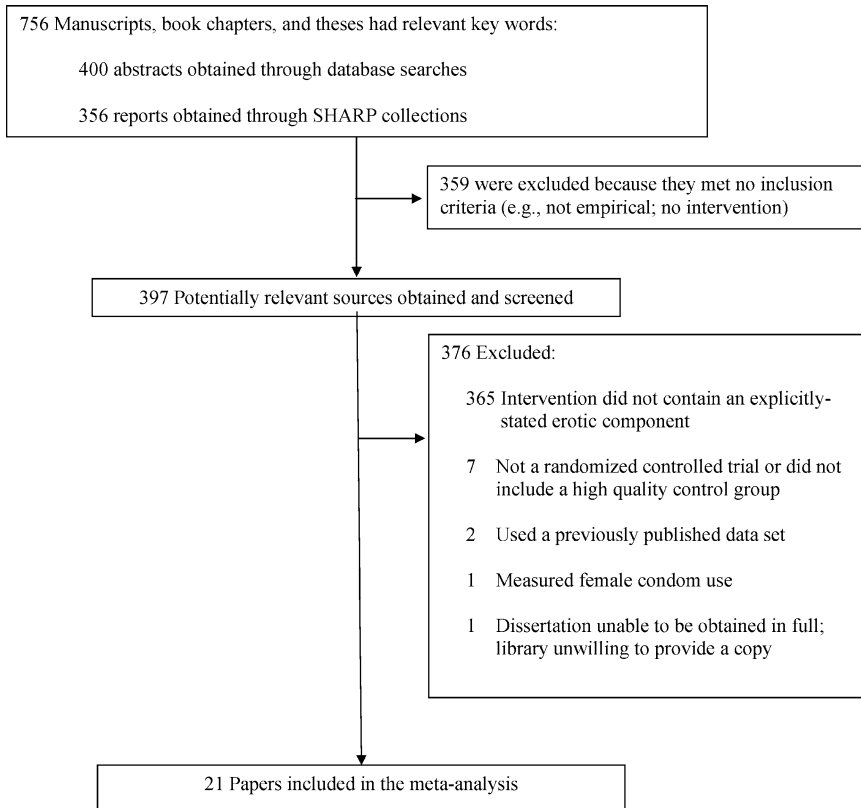 756 Manuscripts, book chapters, and theses had relevant key words:
400 abstracts obtained through database searches
356 reports obtained through SHARP collections
359 were excluded because they met no inclusion
criteria (e.g., not empirical; no intervention)
397 Potentially relevant sources obtained and screened
376 Excluded:
365 Intervention did not contain an explicitly-
stated erotic component
7 Not a randomized controlled trial or did not
include a high quality control group
2 Used a previously published data set
1 Measured female condom use
1 Dissertation unable to be obtained in full;
library unwilling to provide a copy
21 Papers included in the meta-analysis